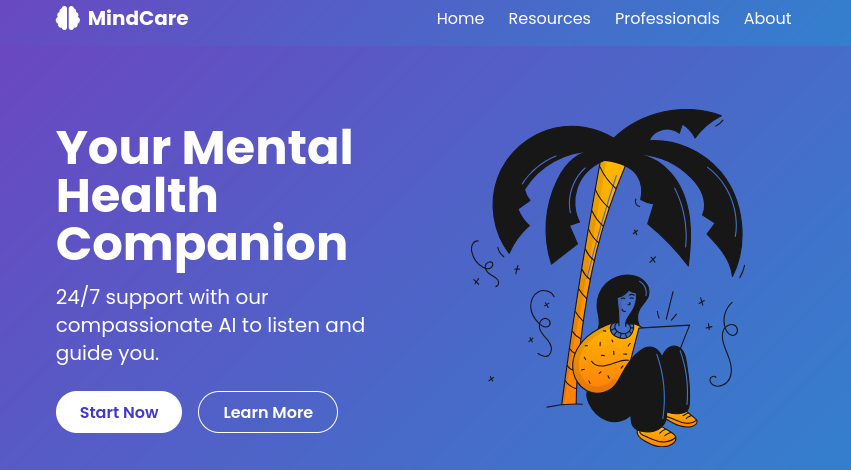 MindCare
Home Resources Professionals About
Your Mental
Health
Companion
24/7 support with our
compassionate AI to listen and
guide you.
Start Now
Learn More